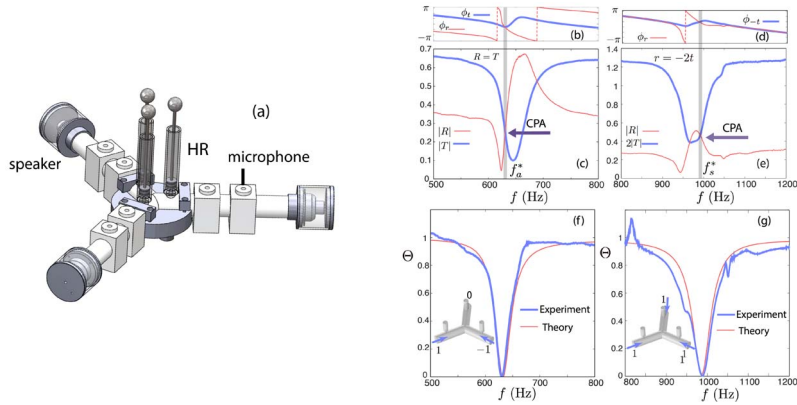 (a)
HR
speaker
microphone
π
ϕt
ϕr
−π
(b)
π
ϕ−t
ϕr
−π
(d)
0.7
0.6
0.5
0.4
0.3
0.2
0.1
0
R = T
CPA
|R|
|T|
(c)
500 600 700 800
f*a
f (Hz)
1.4
1.2
1
0.8
0.6
0.4
0.2
0
r = −2t
CPA
|R|
2|T|
(e)
800 900 1000 1100 1200
f*s
f (Hz)
(f)
Θ
1
0.8
0.6
0.4
0.2
0
0
1
−1
Experiment
Theory
500 600 700 800
f (Hz)
(g)
Θ
1
0.8
0.6
0.4
0.2
0
1
1
1
Experiment
Theory
800 900 1000 1100 1200
f (Hz)